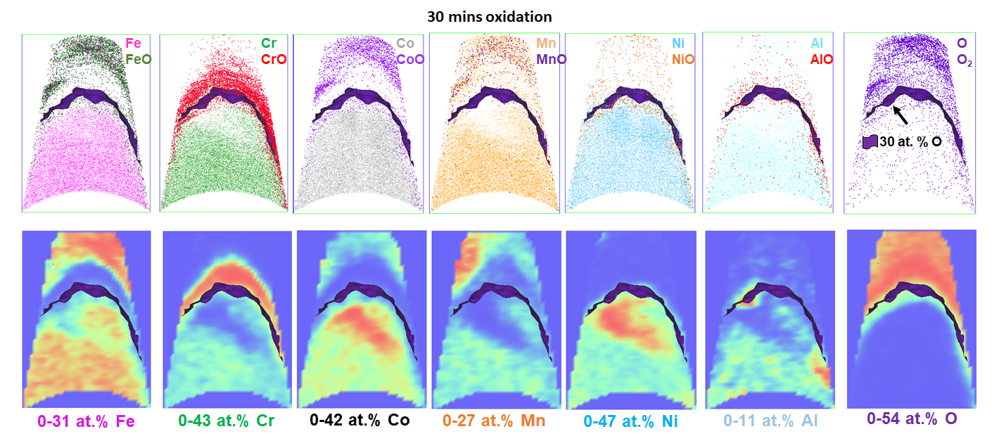 30 mins oxidation
Fe
FeO
Cr
CrO
Co
CoO
Mn
MnO
Ni
NiO
Al
AlO
O
O₂
30 at. % O
0-31 at.% Fe
0-43 at.% Cr
0-42 at.% Co
0-27 at.% Mn
0-47 at.% Ni
0-11 at.% Al
0-54 at.% O